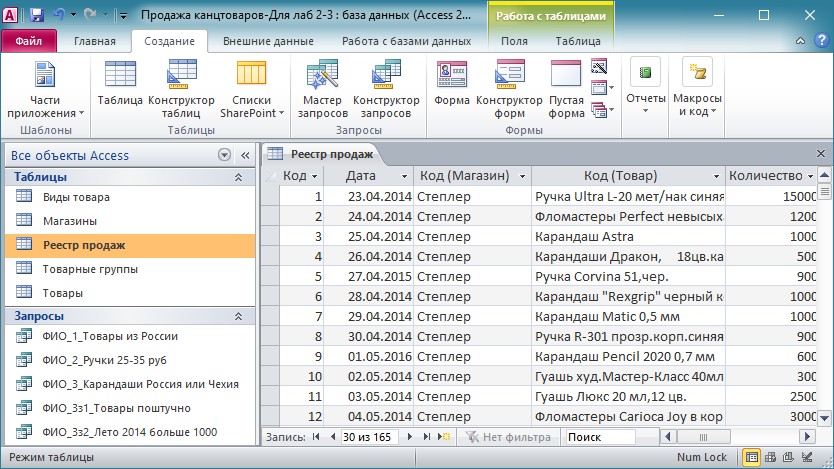 Продажа канцтоваров-Для лаб 2-3 : база данных (Access 2...
Работа с таблицами
Файл Главная Создание Внешние данные Работа с базами данных Поля Таблица
Части приложения Таблица Конструктор таблиц Списки SharePoint Мастер запросов Конструктор запросов Форма Конструктор форм Пустая форма Отчеты Макросы и код
Шаблоны Таблицы Запросы Формы
Все объекты Access
Таблицы
Виды товара
Магазины
Реестр продаж
Товарные группы
Товары
Запросы
ФИО_1_Товары из России
ФИО_2_Ручки 25-35 руб
ФИО_3_Карандаши Россия или Чехия
ФИО_3з1_Товары поштучно
ФИО_3з2_Лето 2014 больше 1000
Реестр продаж
Код Дата Код (Магазин) Код (Товар) Количество
1 23.04.2014 Степлер Ручка Ultra L-20 мет/нак синяя 15000
2 24.04.2014 Степлер Фломастеры Perfect невысых 1200
3 25.04.2014 Степлер Карандаш Astra 1000
4 26.04.2014 Степлер Карандаши Дракон, 18цв.ка 500
5 27.04.2015 Степлер Ручка Corvina 51,чер. 900
6 28.04.2014 Степлер Карандаш "Rexgrip" черный к 1000
7 29.04.2014 Степлер Карандаш Matic 0,5 мм 1000
8 30.04.2014 Степлер Ручка R-301 прозр.корп.синяя 900
9 01.05.2016 Степлер Карандаш Pencil 2020 0,7 мм 600
10 02.05.2014 Степлер Гуашь худ.Мастер-Класс 40мл 300
11 03.05.2014 Степлер Гуашь Люкс 20 мл,12 цв. 2500
12 04.05.2014 Степлер Фломастеры Carioca Joy в кор 3000
Запись: 30 из 165 Нет фильтра Поиск
Режим таблицы Num Lock